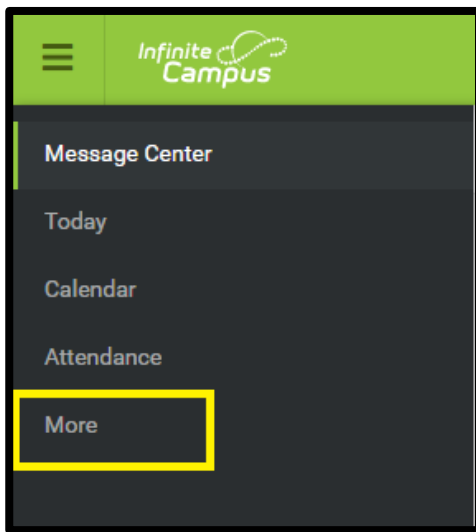 Infinite
Campus
Message Center
Today
Calendar
Attendance
More